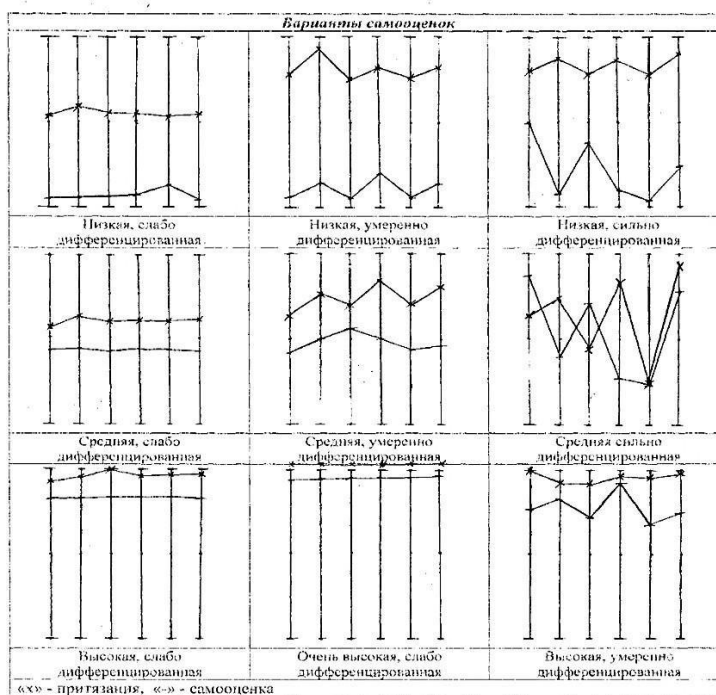 Варианты самооценок
Низкая, слабо
дифференцированная
Низкая, умеренно
дифференцированная
Низкая, сильно
дифференцированная
Средняя, слабо
дифференцированная
Средняя, умеренно
дифференцированная
Средняя сильно
дифференцированная
Высокая, слабо
дифференцированная
Очень высокая, слабо
дифференцированная
Высокая, умеренно
дифференцированная
«х» - притязания, «-» - самооценка